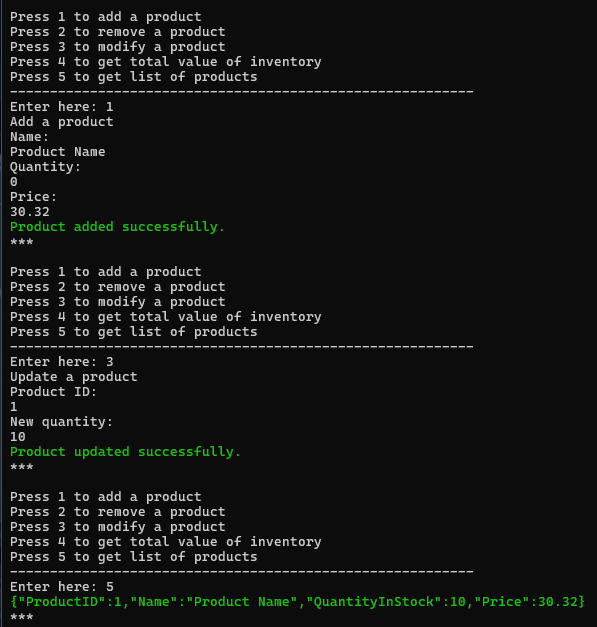 Press 1 to add a product
Press 2 to remove a product
Press 3 to modify a product
Press 4 to get total value of inventory
Press 5 to get list of products
----------------------------------------------------------
Enter here: 1
Add a product
Name:
Product Name
Quantity:
0
Price:
30.32
Product added successfully.
***
Press 1 to add a product
Press 2 to remove a product
Press 3 to modify a product
Press 4 to get total value of inventory
Press 5 to get list of products
----------------------------------------------------------
Enter here: 3
Update a product
Product ID:
1
New quantity:
10
Product updated successfully.
***
Press 1 to add a product
Press 2 to remove a product
Press 3 to modify a product
Press 4 to get total value of inventory
Press 5 to get list of products
----------------------------------------------------------
Enter here: 5
{"ProductID":1,"Name":"Product Name","QuantityInStock":10,"Price":30.32}
***